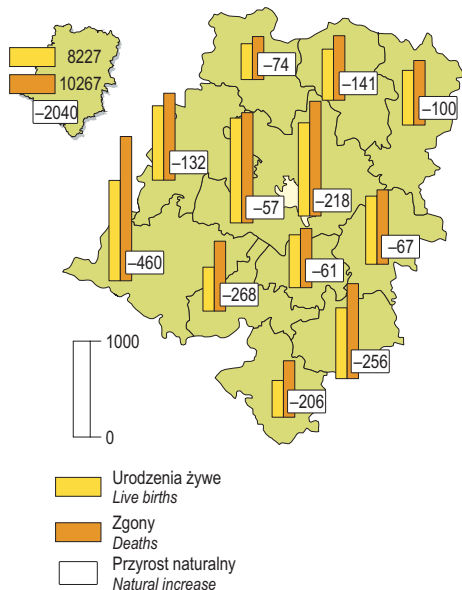 8227
10267
–2040
–74
–141
–100
–132
–57
–218
–67
–460
–268
–61
–256
–206
1000
0
Urodzenia żywe
Live births
Zgony
Deaths
Przyrost naturalny
Natural increase